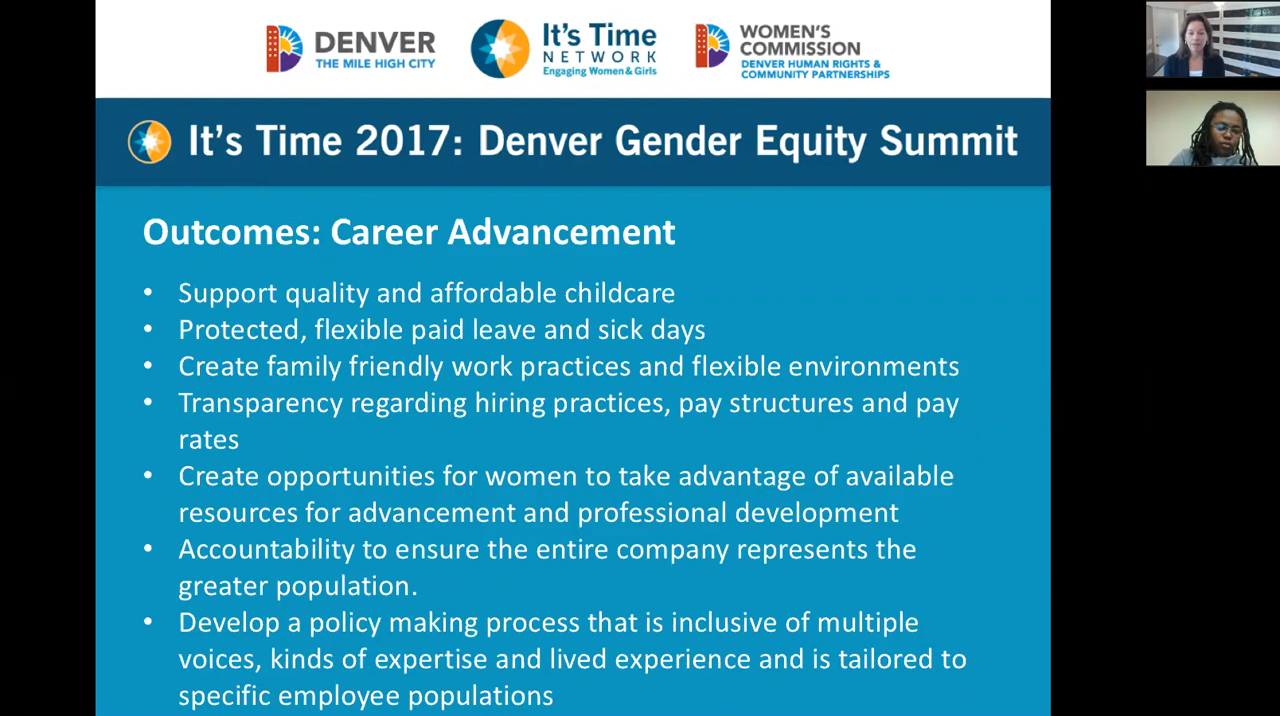 DENVER
THE MILE HIGH CITY
It's Time
NETWORK
Engaging Women & Girls
WOMEN'S
COMMISSION
DENVER HUMAN RIGHTS &
COMMUNITY PARTNERSHIPS
It's Time 2017: Denver Gender Equity Summit
Outcomes: Career Advancement
• Support quality and affordable childcare
• Protected, flexible paid leave and sick days
• Create family friendly work practices and flexible environments
• Transparency regarding hiring practices, pay structures and pay
rates
• Create opportunities for women to take advantage of available
resources for advancement and professional development
• Accountability to ensure the entire company represents the
greater population.
• Develop a policy making process that is inclusive of multiple
voices, kinds of expertise and lived experience and is tailored to
specific employee populations